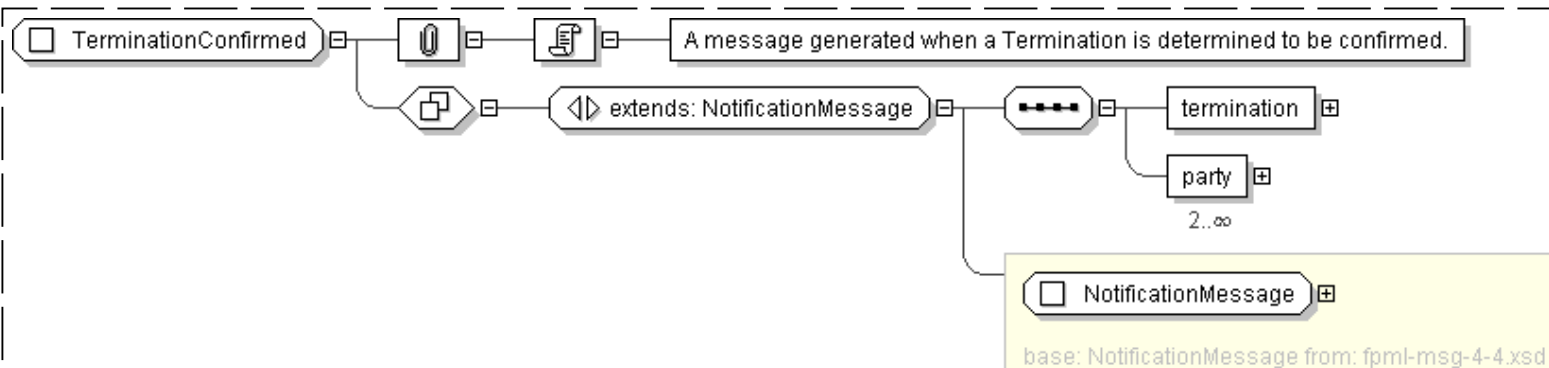 TerminationConfirmed
A message generated when a Termination is determined to be confirmed.
extends: NotificationMessage
termination
party
2..∞
NotificationMessage
base: NotificationMessage from: fpml-msg-4-4.xsd